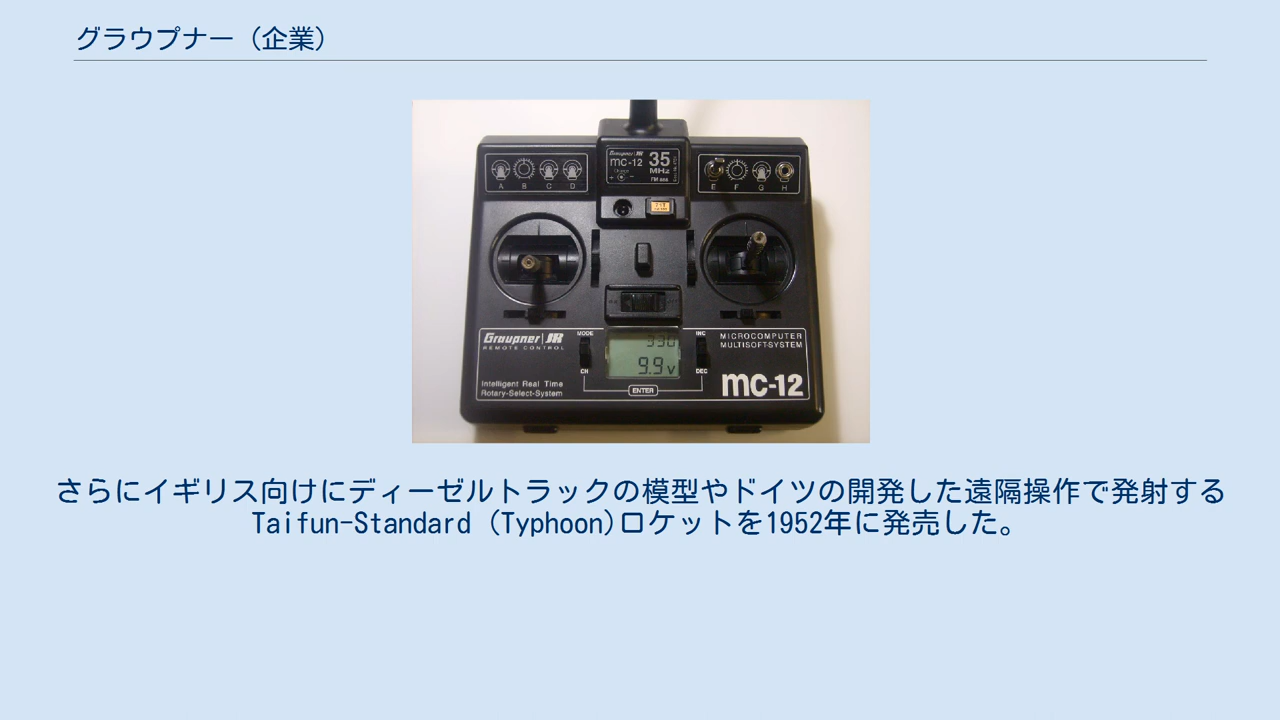 グラウプナー（企業）
Graupner JR
mc-12
35
MHz
A B C D
E F G H
Graupner JR
REMOTE CONTROL
MODE
INC
MICROCOMPUTER
MULTISOFT-SYSTEM
9.9v
CH
DEC
Intelligent Real Time
Rotary-Select-System
ENTER
mc-12
さらにイギリス向けにディーゼルトラックの模型やドイツの開発した遠隔操作で発射する
Taifun-Standard (Typhoon)ロケットを1952年に発売した。